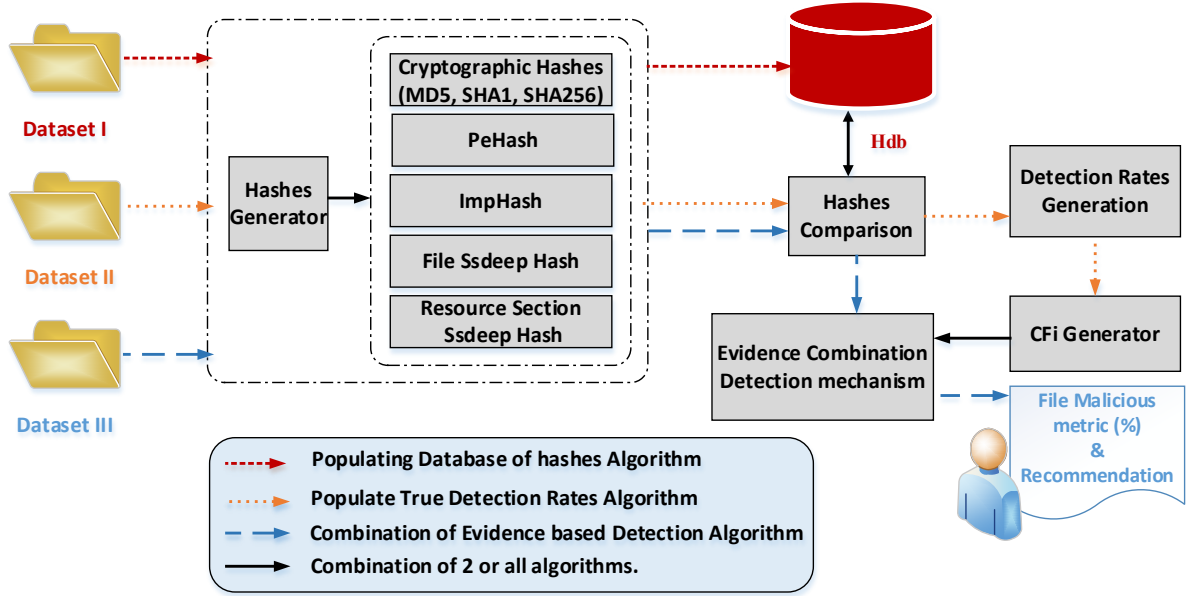 Dataset I
Dataset II
Dataset III
Hashes
Generator
Cryptographic Hashes
(MD5, SHA1, SHA256)
PeHash
ImpHash
File Ssdeep Hash
Resource Section
Ssdeep Hash
Hdb
Hashes
Comparison
Detection Rates
Generation
CFi Generator
Evidence Combination
Detection mechanism
File Malicious
metric (%)
&
Recommendation
Populating Database of hashes Algorithm
Populate True Detection Rates Algorithm
Combination of Evidence based Detection Algorithm
Combination of 2 or all algorithms.